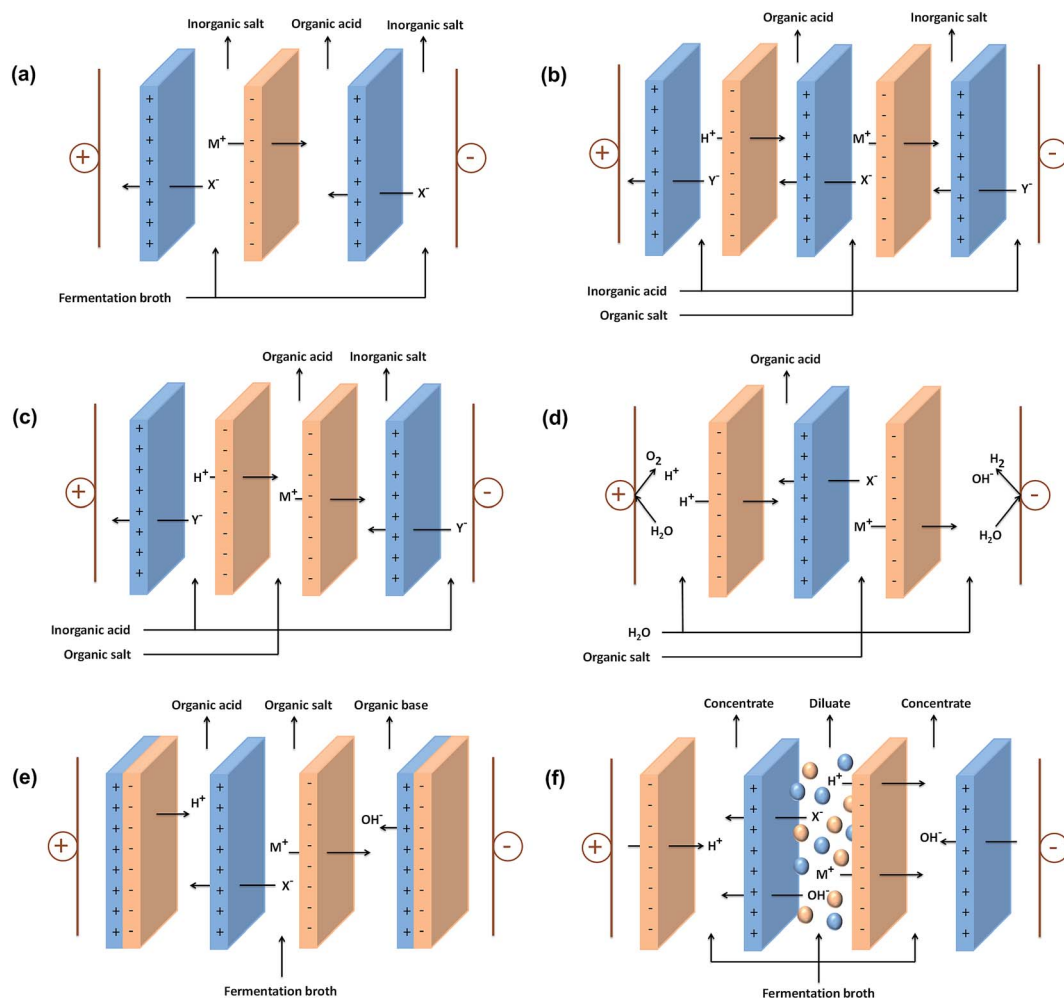 (a)
Inorganic salt
Organic acid
Inorganic salt
+
M⁺
X⁻
X⁻
-
Fermentation broth
(b)
Organic acid
Inorganic salt
+
H⁺
M⁺
Y⁻
X⁻
Y⁻
-
Inorganic acid
Organic salt
(c)
Organic acid
Inorganic salt
+
H⁺
M⁺
Y⁻
Y⁻
-
Inorganic acid
Organic salt
(d)
Organic acid
O₂
H⁺
+
H₂O
H⁺
X⁻
M⁺
H₂
OH⁻
-
H₂O
H₂O
Organic salt
(e)
Organic acid
Organic salt
Organic base
+
H⁺
M⁺
X⁻
OH⁻
-
Fermentation broth
(f)
Concentrate
Diluate
Concentrate
+
H⁺
H⁺
X⁻
M⁺
OH⁻
OH⁻
-
Fermentation broth